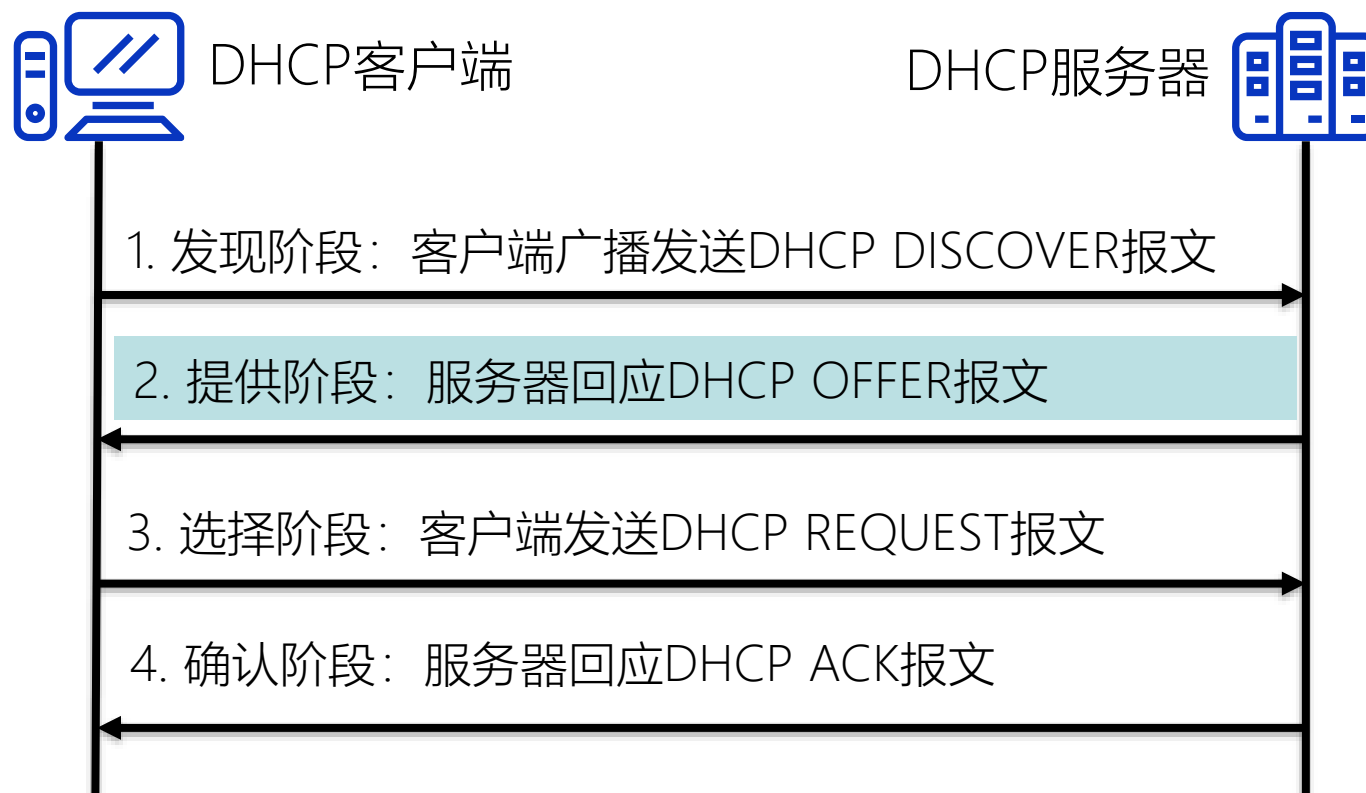 DHCP客户端
DHCP服务器
1. 发现阶段：客户端广播发送DHCP DISCOVER报文
2. 提供阶段：服务器回应DHCP OFFER报文
3. 选择阶段：客户端发送DHCP REQUEST报文
4. 确认阶段：服务器回应DHCP ACK报文